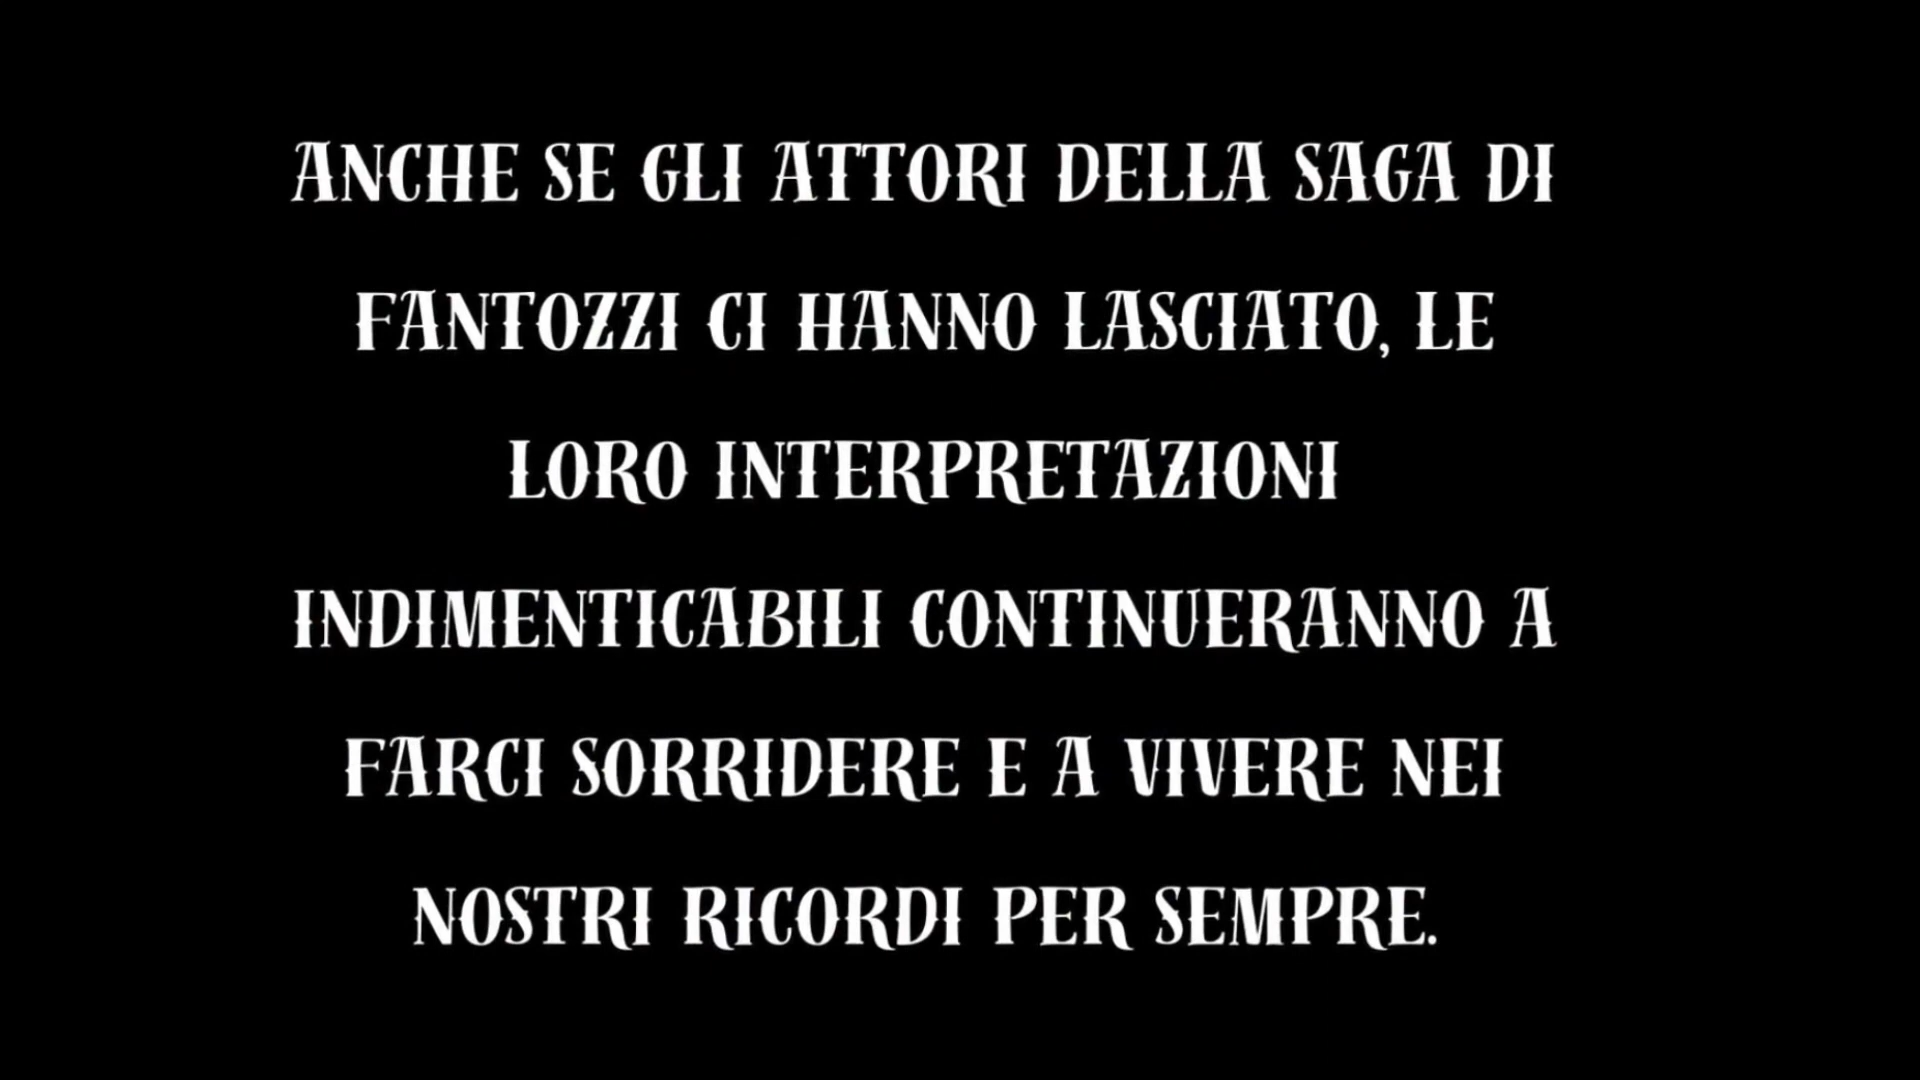 ANCHE SE GLI ATTORI DELLA SAGA DI
FANTOZZI CI HANNO LASCIATO, LE
LORO INTERPRETAZIONI
INDIMENTICABILI CONTINUERANNO A
FARCI SORRIDERE E A VIVERE NEI
NOSTRI RICORDI PER SEMPRE.